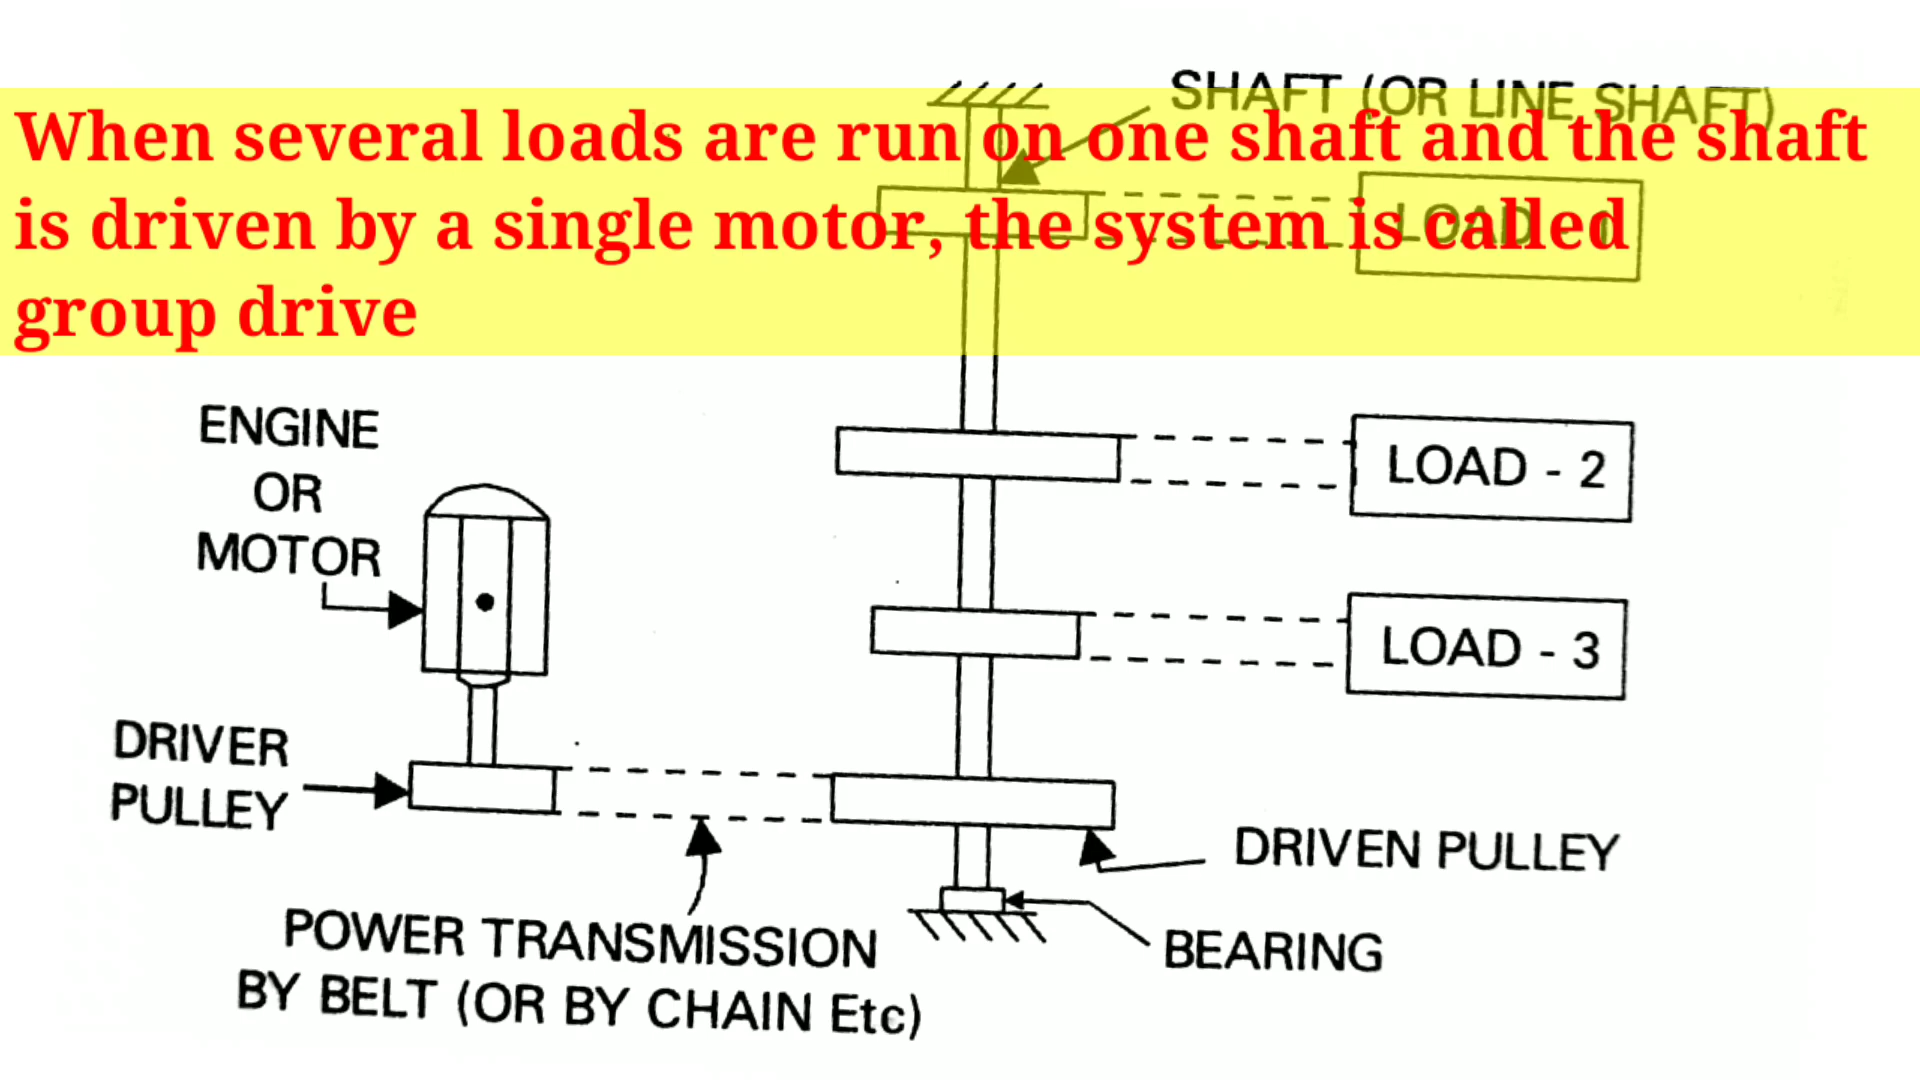 SHAFT (OR LINE SHAFT)
When several loads are run on one shaft and the shaft
is driven by a single motor, the system is called
group drive
LOAD - 1
ENGINE
OR
MOTOR
LOAD - 2
LOAD - 3
DRIVER
PULLEY
DRIVEN PULLEY
POWER TRANSMISSION
BY BELT (OR BY CHAIN Etc)
BEARING